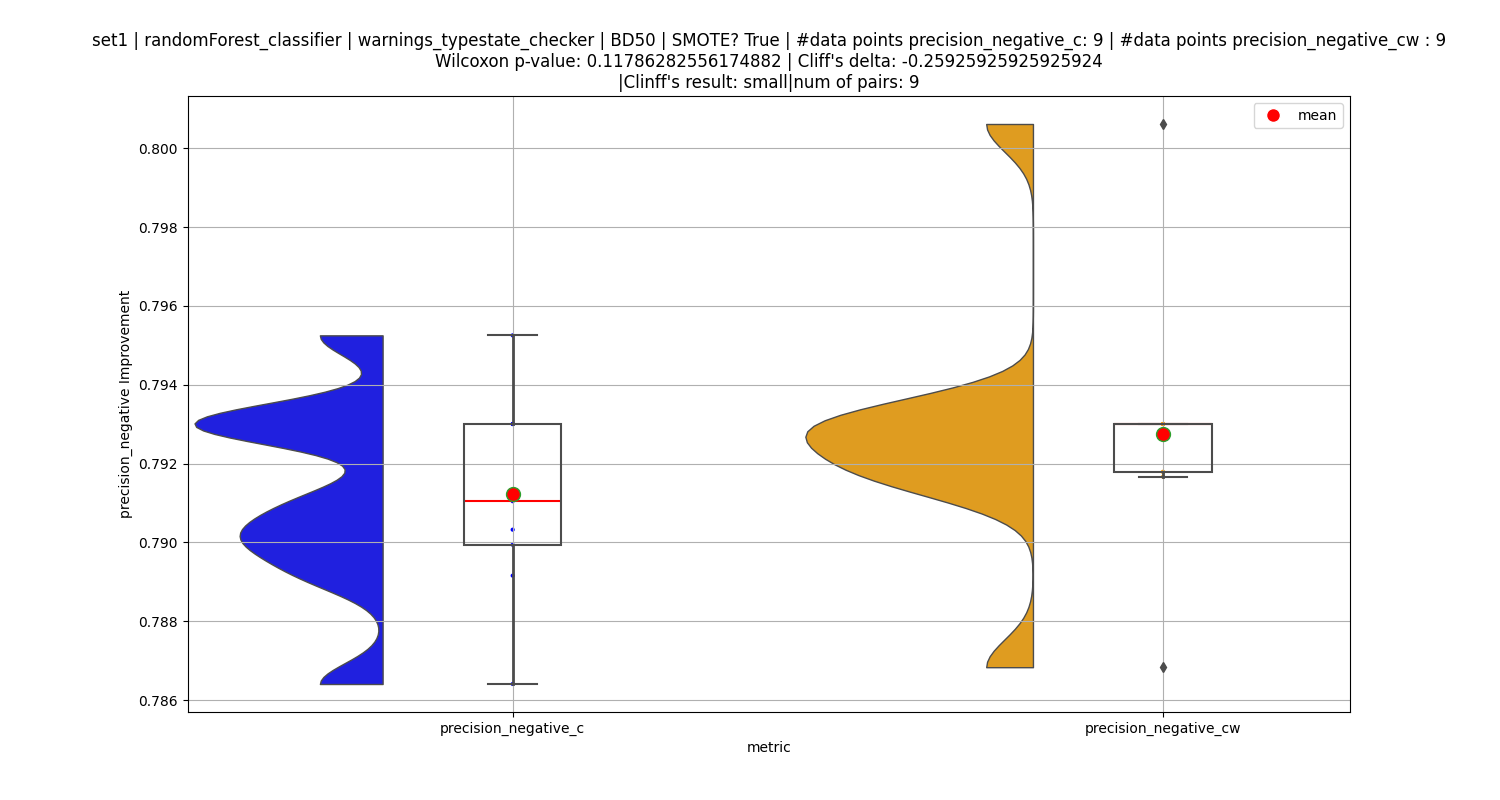 set1 | randomForest_classifier | warnings_typestate_checker | BD50 | SMOTE? True | #data points precision_negative_c: 9 | #data points precision_negative_cw : 9
Wilcoxon p-value: 0.11786282556174882 | Cliff's delta: -0.25925925925925924
|Clinff's result: small|num of pairs: 9
mean
0.800
0.798
0.796
0.794
0.792
0.790
0.788
0.786
precision_negative Improvement
precision_negative_c
precision_negative_cw
metric